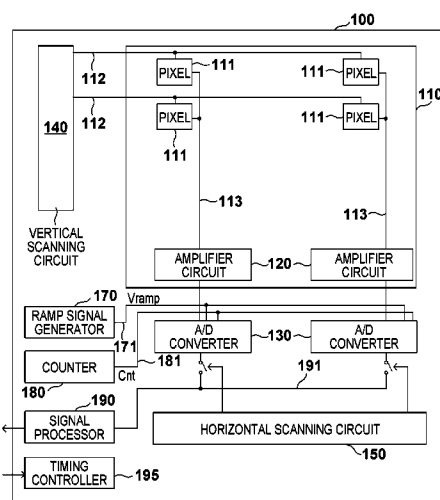 100
112
PIXEL
111
111
PIXEL
110
140
112
PIXEL
111
PIXEL
111
113
113
VERTICAL
SCANNING
CIRCUIT
AMPLIFIER
CIRCUIT
120
AMPLIFIER
CIRCUIT
170
Vramp
RAMP SIGNAL
GENERATOR
171
A/D
CONVERTER
130
A/D
CONVERTER
181
COUNTER
Cnt
180
190
191
SIGNAL
PROCESSOR
HORIZONTAL SCANNING CIRCUIT
150
TIMING
CONTROLLER
195